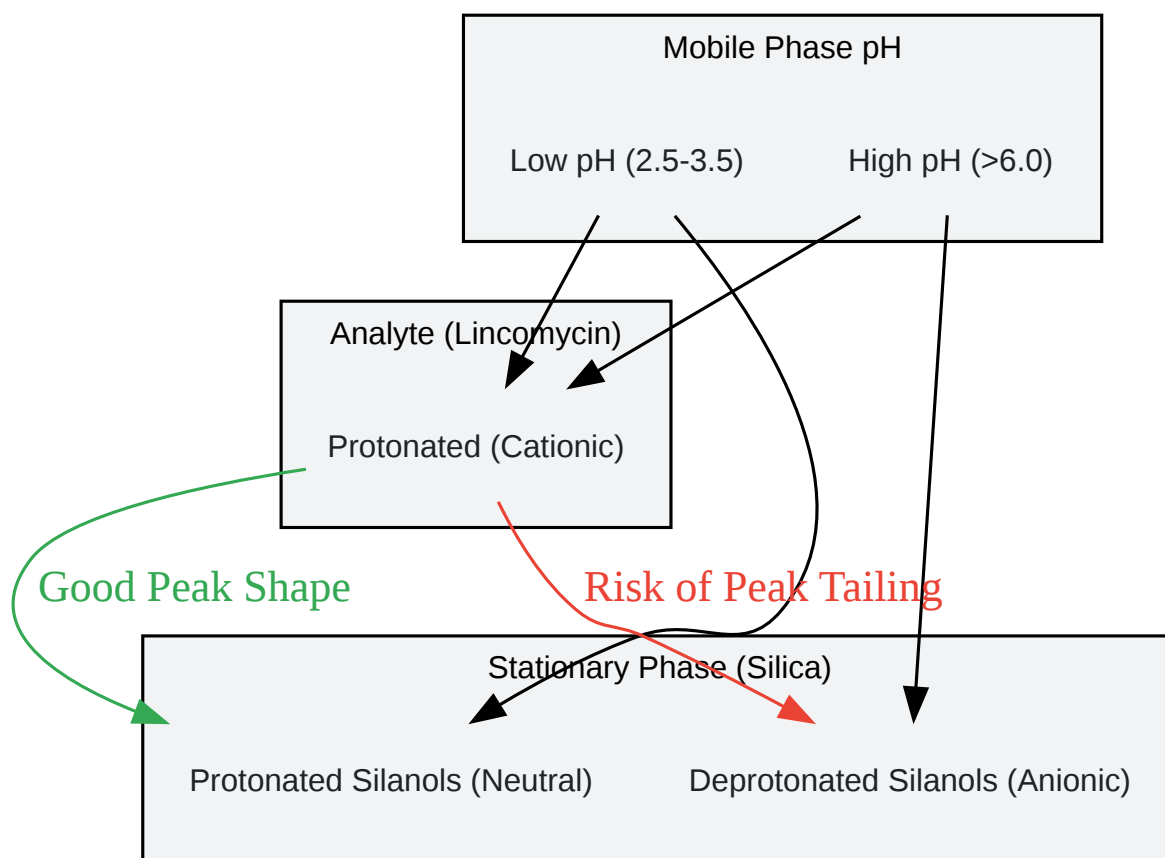 Mobile Phase pH
Low pH (2.5-3.5)
High pH (>6.0)
Analyte (Lincomycin)
Protonated (Cationic)
Good Peak Shape
Risk of Peak Tailing
Stationary Phase (Silica)
Protonated Silanols (Neutral)
Deprotonated Silanols (Anionic)